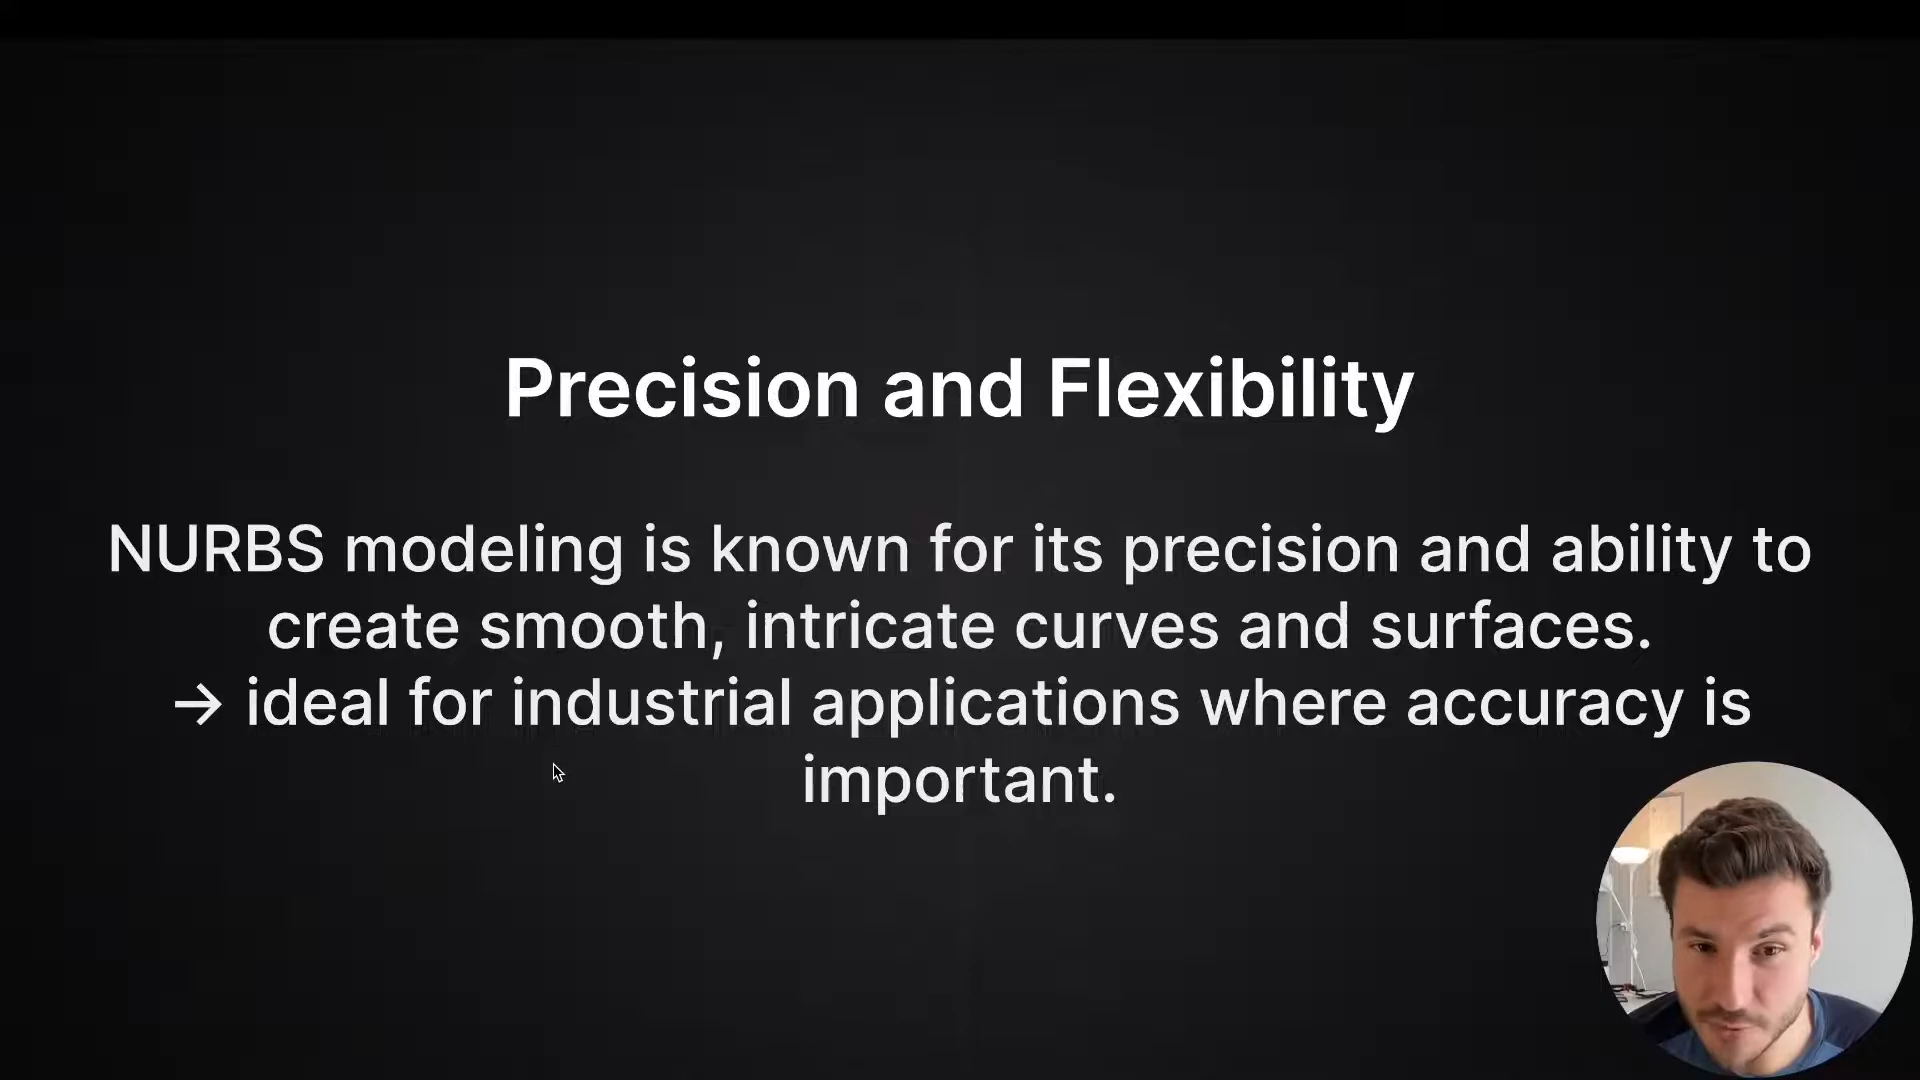 Precision and Flexibility
NURBS modeling is known for its precision and ability to
create smooth, intricate curves and surfaces.
→ ideal for industrial applications where accuracy is
important.